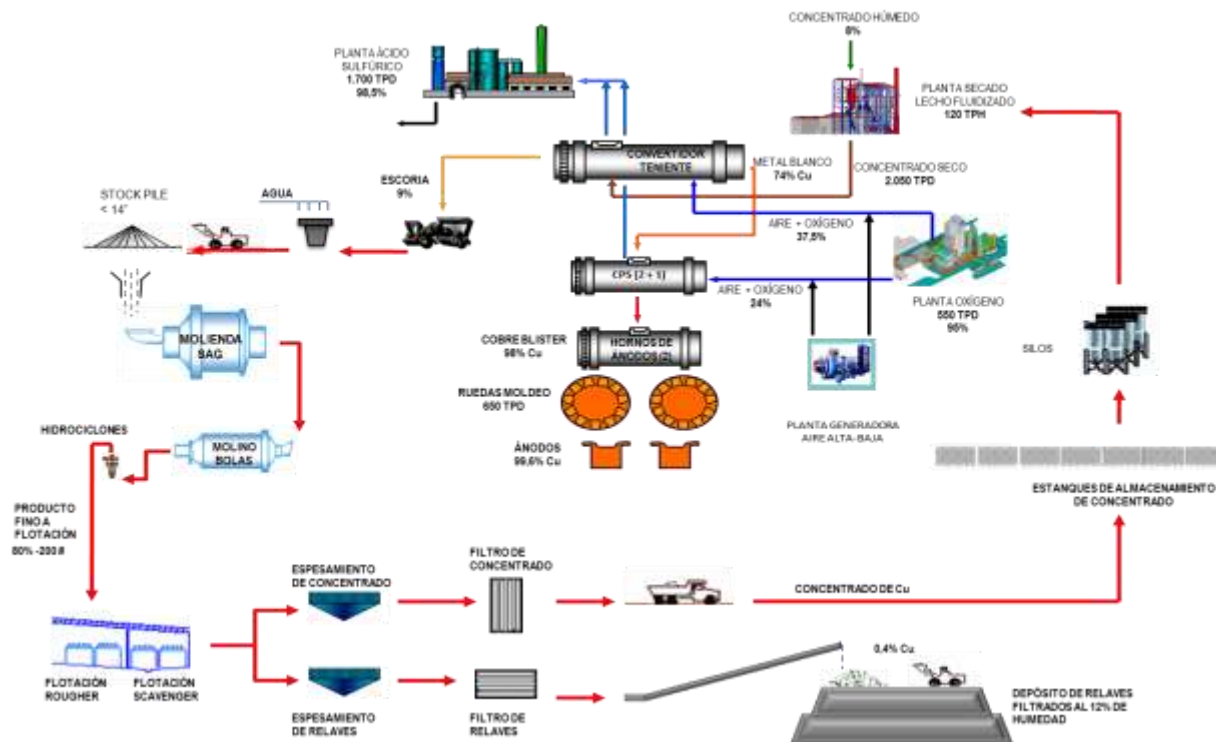 CONCENTRADO HÚMEDO
8%
PLANTA ÁCIDO
SULFÚRICO
1.700 TPD
98,5%
PLANTA SECADO
LECHO FLUIDIZADO
120 TPH
CONVERTIDOR
TENIENTE
METAL BLANCO
74% Cu
CONCENTRADO SECO
2.050 TPD
ESCORIA
9%
AGUA
STOCK PILE
< 14"
AIRE + OXÍGENO
37,5%
CPS (2 + 1)
AIRE + OXÍGENO
24%
PLANTA OXÍGENO
550 TPD
95%
MOLIENDA
SAG
COBRE BLISTER
98% Cu
HORNOS DE
ÁNODOS (2)
SILOS
RUEDAS MOLDEO
650 TPD
PLANTA GENERADORA
AIRE ALTA-BAJA
HIDROCICLONES
MOLINO
BOLAS
ÁNODOS
99,6% Cu
ESTANQUES DE ALMACENAMIENTO
DE CONCENTRADO
PRODUCTO
FINO A
FLOTACIÓN
80% -200 #
ESPESAMIENTO
DE CONCENTRADO
FILTRO DE
CONCENTRADO
CONCENTRADO DE Cu
0,4% Cu
FLOTACIÓN
ROUGHER
FLOTACIÓN
SCAVENGER
ESPESAMIENTO
DE RELAVES
FILTRO DE
RELAVES
DEPÓSITO DE RELAVES
FILTRADOS AL 12% DE
HUMEDAD